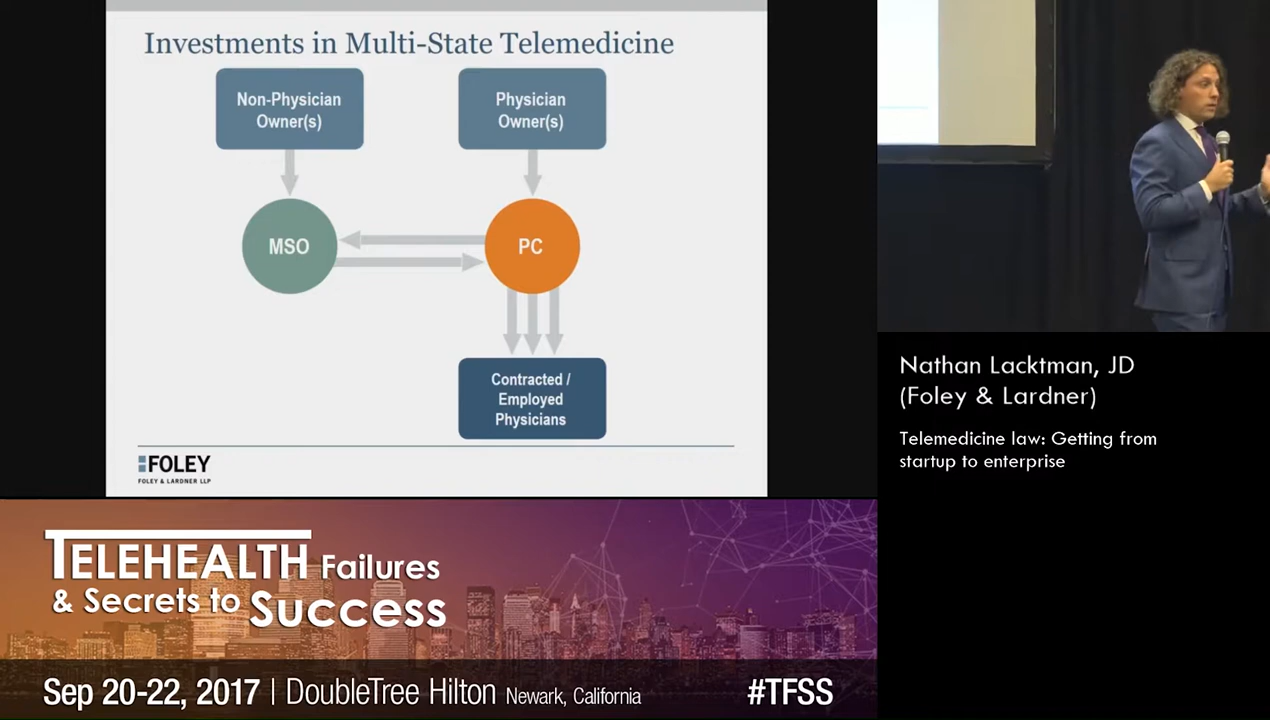 Investments in Multi-State Telemedicine
Non-Physician
Owner(s)
Physician
Owner(s)
MSO
PC
Contracted /
Employed
Physicians
FOLEY
FOLEY & LARDNER LLP
Nathan Lacktman, JD
(Foley & Lardner)
Telemedicine law: Getting from
startup to enterprise
TELEHEALTH Failures
& Secrets to Success
Sep 20-22, 2017 | DoubleTree Hilton Newark, California
#TFSS